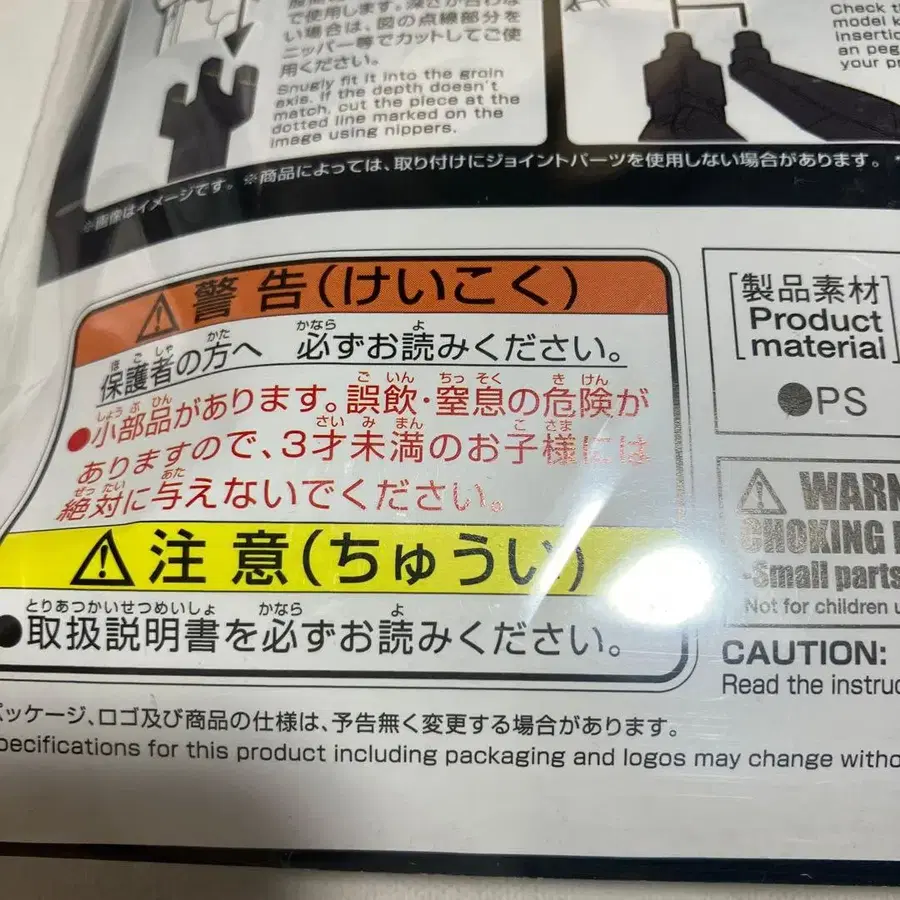 で使用します。深さが合わな
い場合は、図の点線部分を
ニッパー等でカットしてご使
用ください。
Snugly fit it into the groin
axis. If the depth doesn't
match, cut the piece at the
dotted line marked on the
image using nippers.
Check th
model k
insertio
an peg
your pr
※画像はイメージです。 ※商品によっては、取り付けにジョイントパーツを使用しない場合があります。
警告(けいこく)
保護者の方へ 必ずお読みください。
ほごしゃ かた かなら よ
●小部品があります。誤飲・窒息の危険が
しょうぶひん ごいん ちっそく きけん
ありますので、3才未満のお子様には
さいみまん こさま
絶対に与えないでください。
ぜったい あた
注意(ちゅうい)
とりあつかいせつめいしょ かなら よ
●取扱説明書を必ずお読みください。
[製品素材
Product
material]
●PS
WARN
CHOKING
-Small parts
Not for children u
CAUTION:
Read the instruc
パッケージ、ロゴ及び商品の仕様は、予告無く変更する場合があります。
pecifications for this product including packaging and logos may change witho